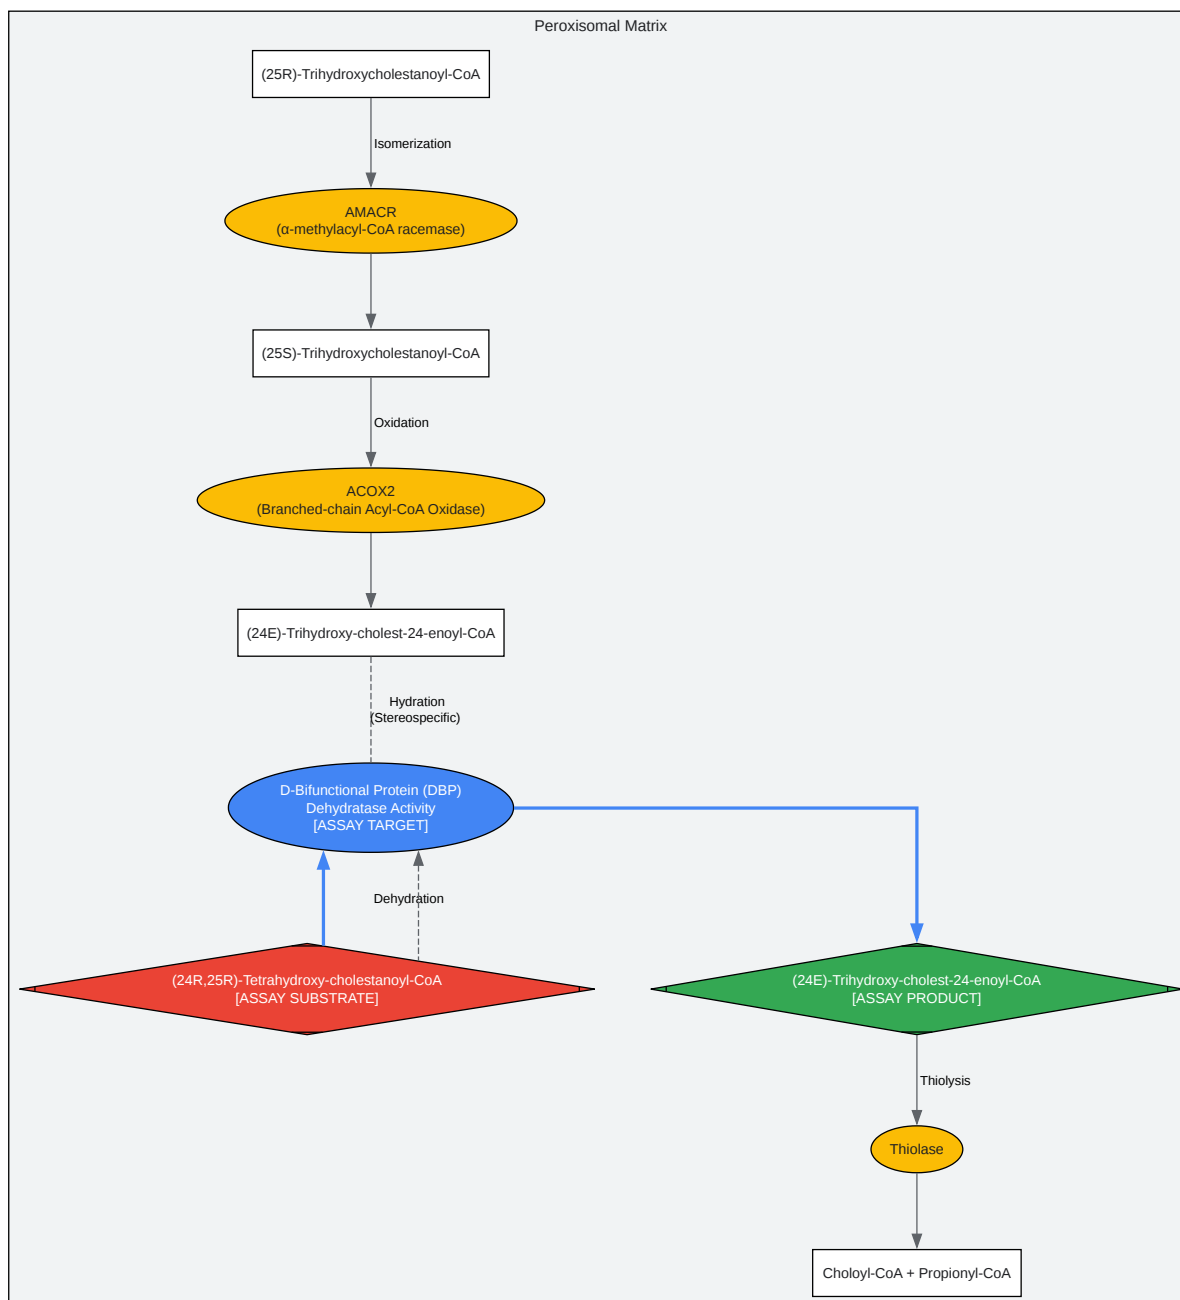 Peroxisomal Matrix
(25R)-Trihydroxycholestanoyl-CoA
Isomerization
AMACR
(α-methylacyl-CoA racemase)
(25S)-Trihydroxycholestanoyl-CoA
Oxidation
ACOX2
(Branched-chain Acyl-CoA Oxidase)
(24E)-Trihydroxy-cholest-24-enoyl-CoA
Hydration
(Stereospecific)
D-Bifunctional Protein (DBP)
Dehydratase Activity
[ASSAY TARGET]
Dehydration
(24R,25R)-Tetrahydroxy-cholestanoyl-CoA
[ASSAY SUBSTRATE]
(24E)-Trihydroxy-cholest-24-enoyl-CoA
[ASSAY PRODUCT]
Thiolysis
Thiolase
Choloyl-CoA + Propionyl-CoA